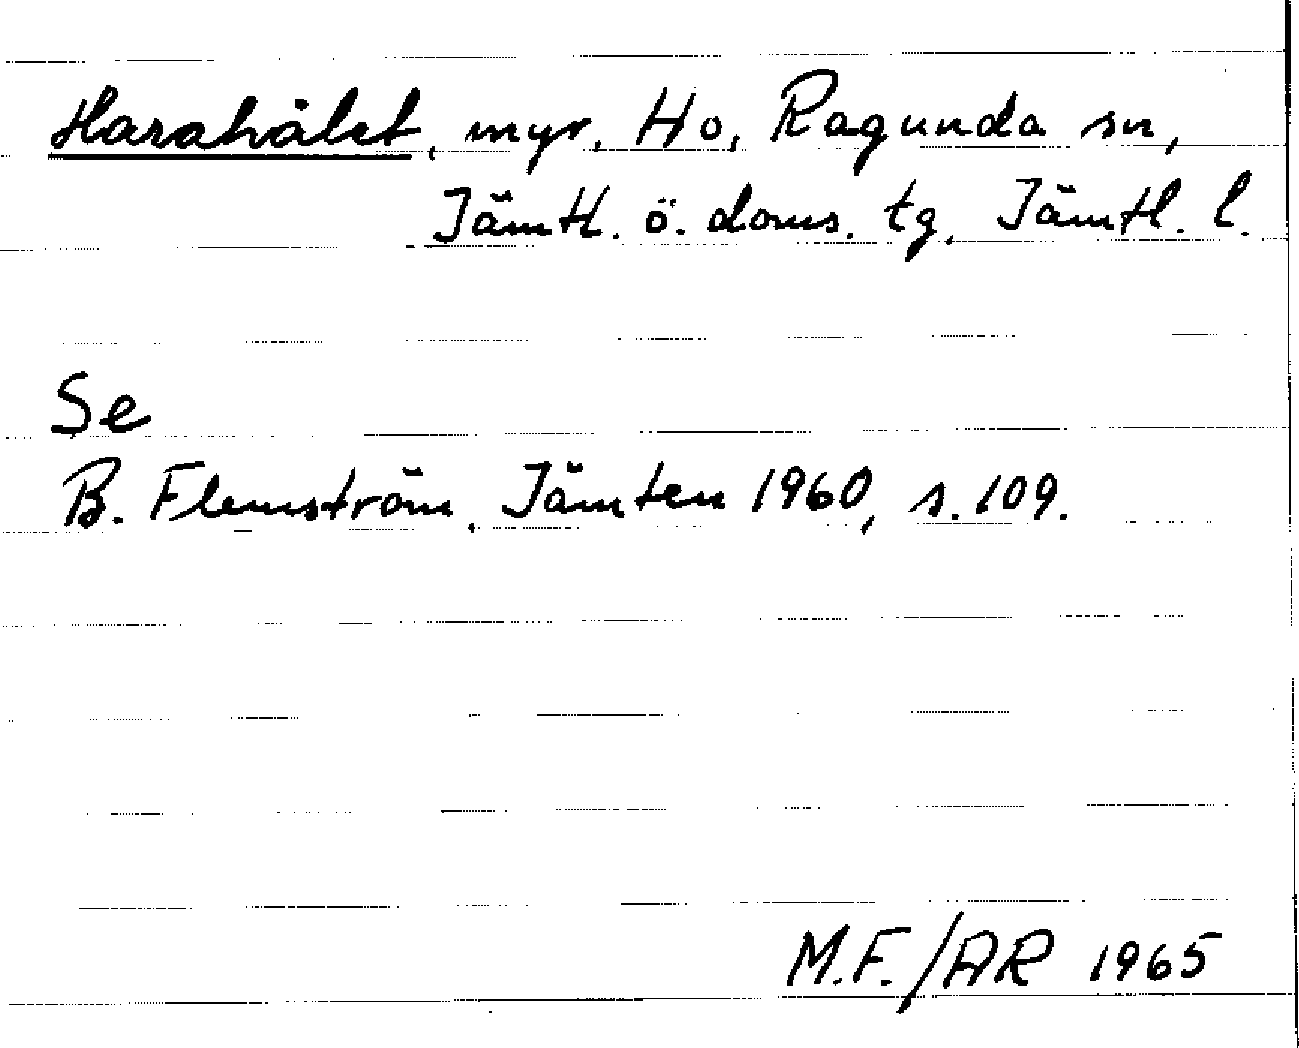 Harahålet, myr, Ho, Ragunda sn,
Jämtl. ö. doms. tg, Jämtl. l.
Se
B. Flemström, Jämten 1960, s. 109.
M.F./AR 1965